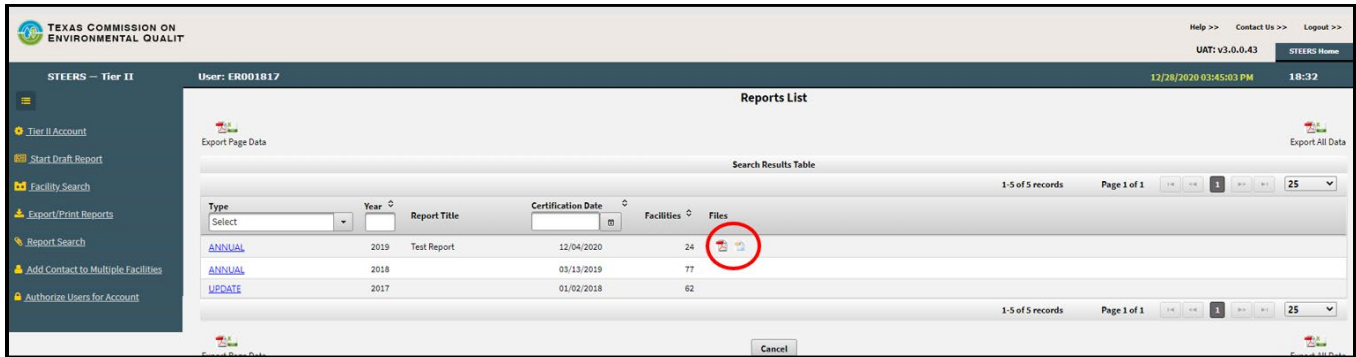 TEXAS COMMISSION ON
ENVIRONMENTAL QUALIT
Help >> Contact Us >> Logout >>
UAT: v3.0.0.43 STEERS Home
STEERS — Tier II User: ER001817 12/28/2020 03:45:03 PM 18:32
Reports List
Tier II Account
Export Page Data Export All Data
Start Draft Report
Search Results Table
Facility Search
1-5 of 5 records Page 1 of 1 1 25
Export/Print Reports
Type Year Report Title Certification Date Facilities Files
Select
Report Search
ANNUAL 2019 Test Report 12/04/2020 24
Add Contact to Multiple Facilities
ANNUAL 2018 03/13/2019 77
UPDATE 2017 01/02/2018 62
Authorize Users for Account
1-5 of 5 records Page 1 of 1 1 25
Cancel
Export Page Data Export All Data